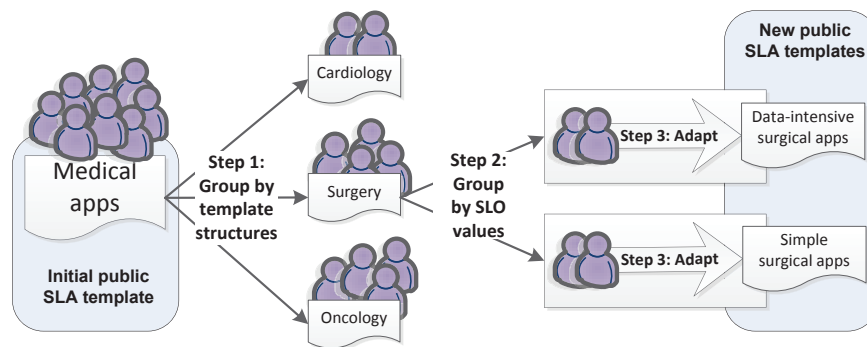 Medical
apps
Initial public
SLA template
Step 1:
Group by
template
structures
Cardiology
Surgery
Oncology
Step 2:
Group
by SLO
values
Step 3: Adapt
Step 3: Adapt
New public
SLA templates
Data-intensive
surgical apps
Simple
surgical apps